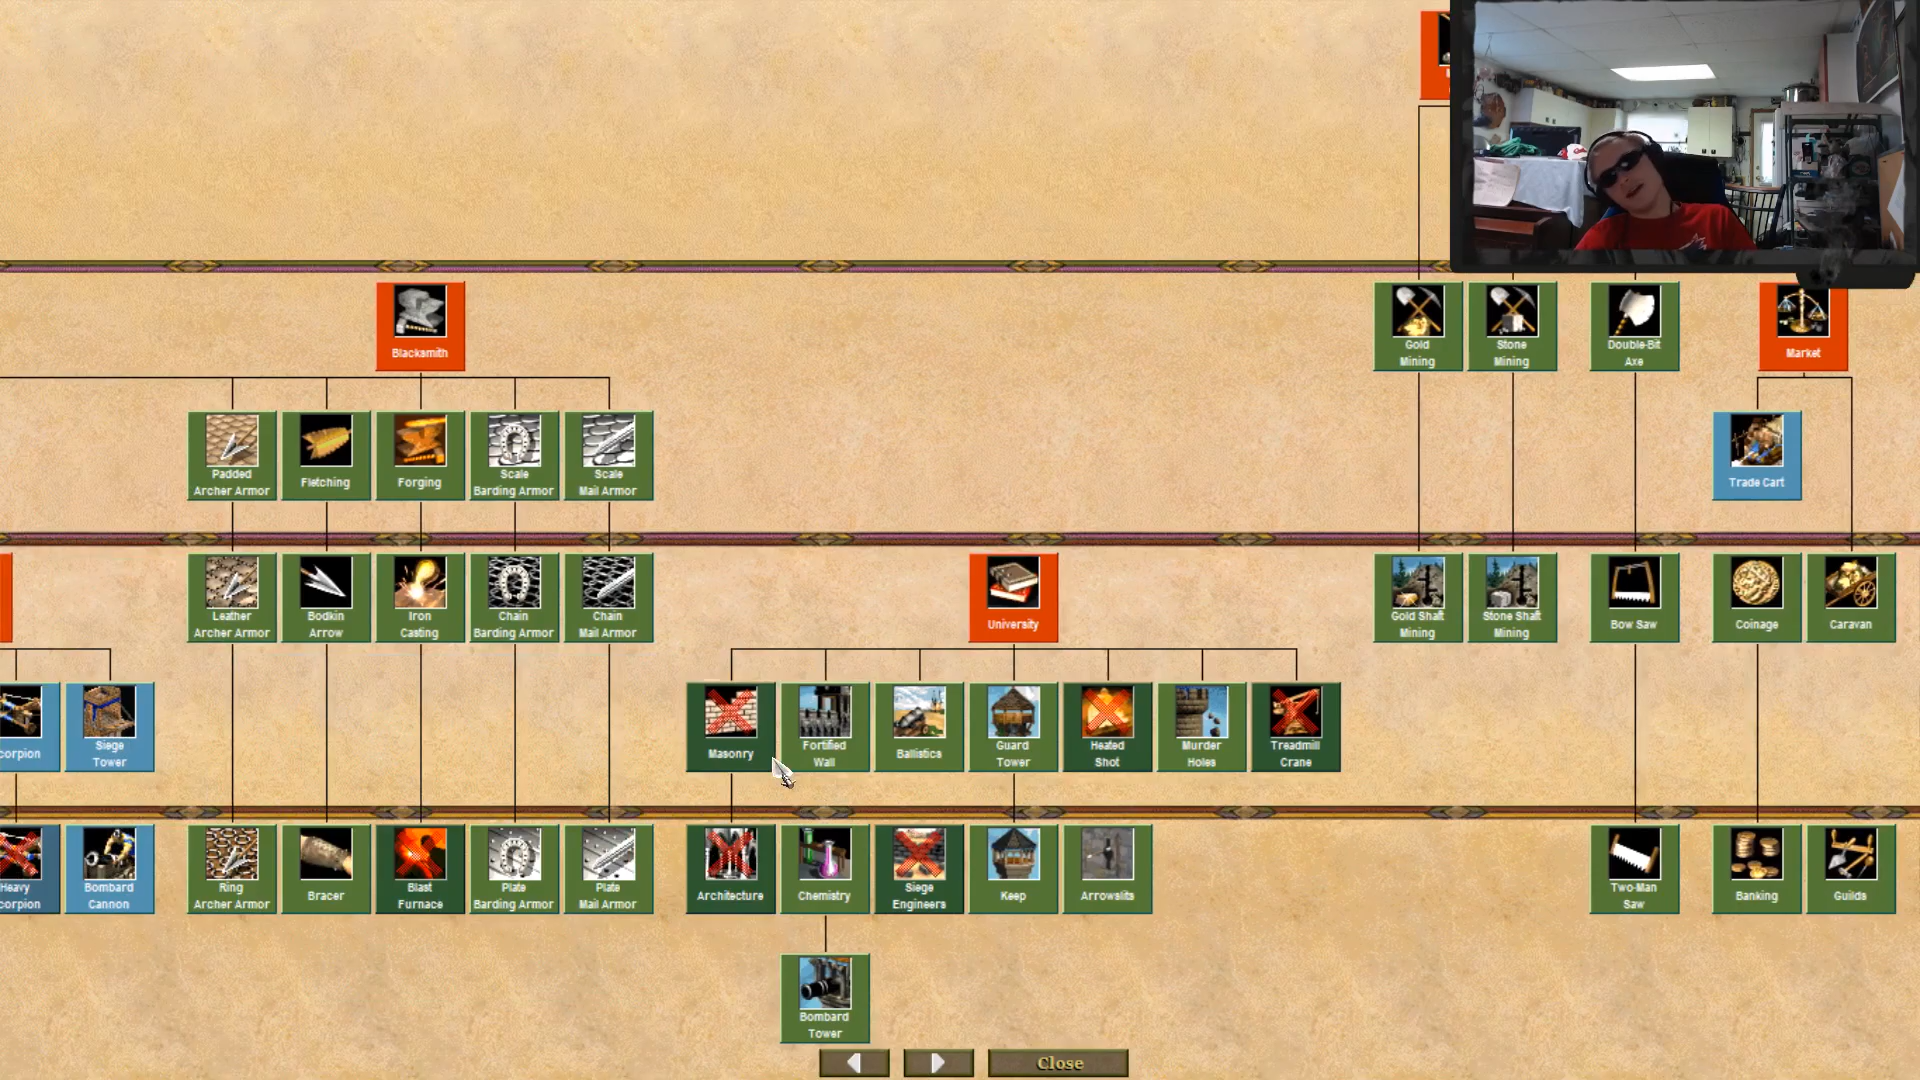 Blacksmith
Gold
Mining
Stone
Mining
Double-Bit
Axe
Market
Padded
Archer Armor
Fletching
Forging
Scale
Barding Armor
Scale
Mail Armor
Trade Cart
Leather
Archer Armor
Bodkin
Arrow
Iron
Casting
Chain
Barding Armor
Chain
Mail Armor
University
Gold Shaft
Mining
Stone Shaft
Mining
Bow Saw
Coinage
Caravan
corpion
Siege
Tower
Masonry
Fortified
Wall
Ballistics
Guard
Tower
Heated
Shot
Murder
Holes
Treadmill
Crane
Heavy
corpion
Bombard
Cannon
Ring
Archer Armor
Bracer
Blast
Furnace
Plate
Barding Armor
Plate
Mail Armor
Architecture
Chemistry
Siege
Engineers
Keep
Arrowslits
Two-Man
Saw
Banking
Guilds
Bombard
Tower
Close